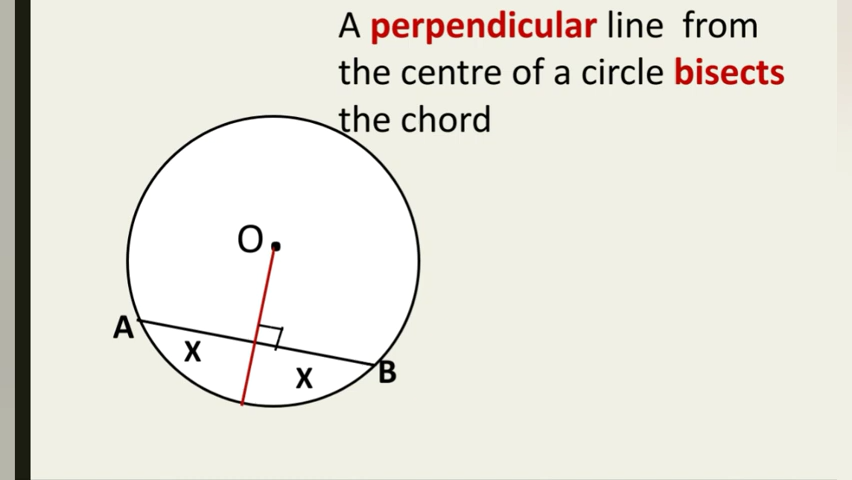 A perpendicular line from
the centre of a circle bisects
the chord
O
A
X
X
B